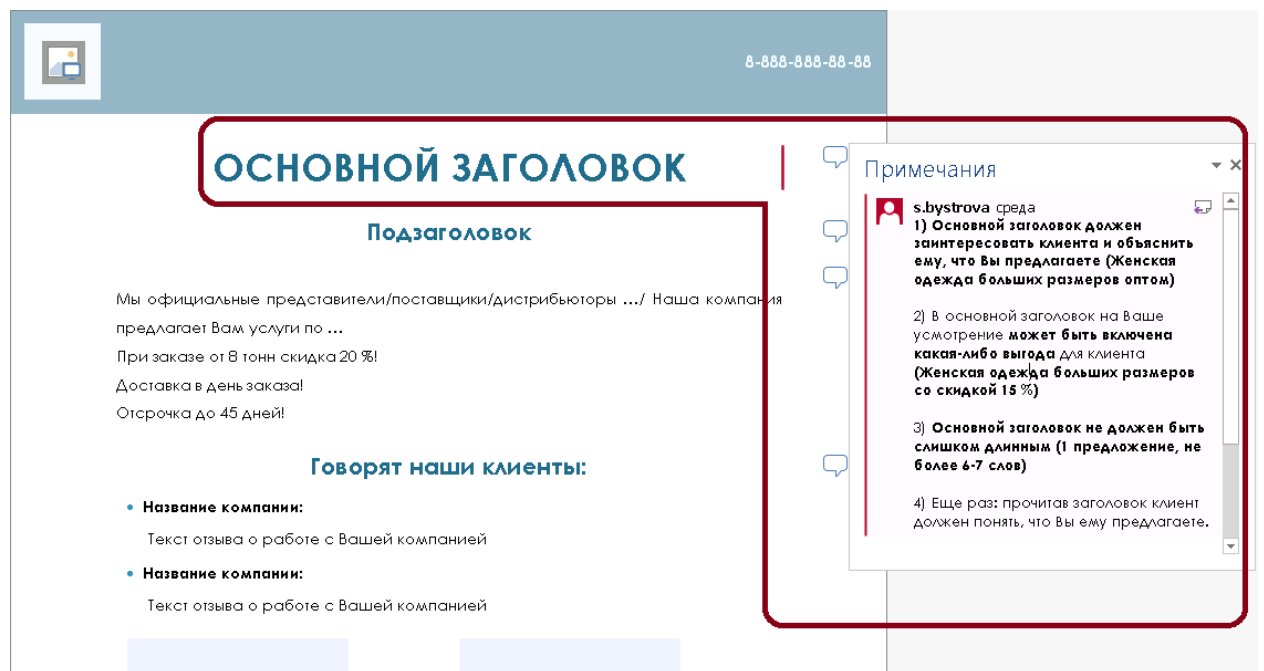 8-888-888-88-88
ОСНОВНОЙ ЗАГОЛОВОК
Подзаголовок
Мы официальные представители/поставщики/дистрибьюторы .../ Наша компания
предлагает Вам услуги по ...
При заказе от 8 тонн скидка 20 %!
Доставка в день заказа!
Отсрочка до 45 дней!
Говорят наши клиенты:
• Название компании:
Текст отзыва о работе с Вашей компанией
• Название компании:
Текст отзыва о работе с Вашей компанией
Примечания
s.bystrova среда
1) Основной заголовок должен
заинтересовать клиента и объяснить
ему, что Вы предлагаете (Женская
одежда больших размеров оптом)
2) В основной заголовок на Ваше
усмотрение может быть включена
какая-либо выгода для клиента
(Женская одежда больших размеров
со скидкой 15 %)
3) Основной заголовок не должен быть
слишком длинным (1 предложение, не
более 6-7 слов)
4) Еще раз: прочитав заголовок клиент
должен понять, что Вы ему предлагаете.